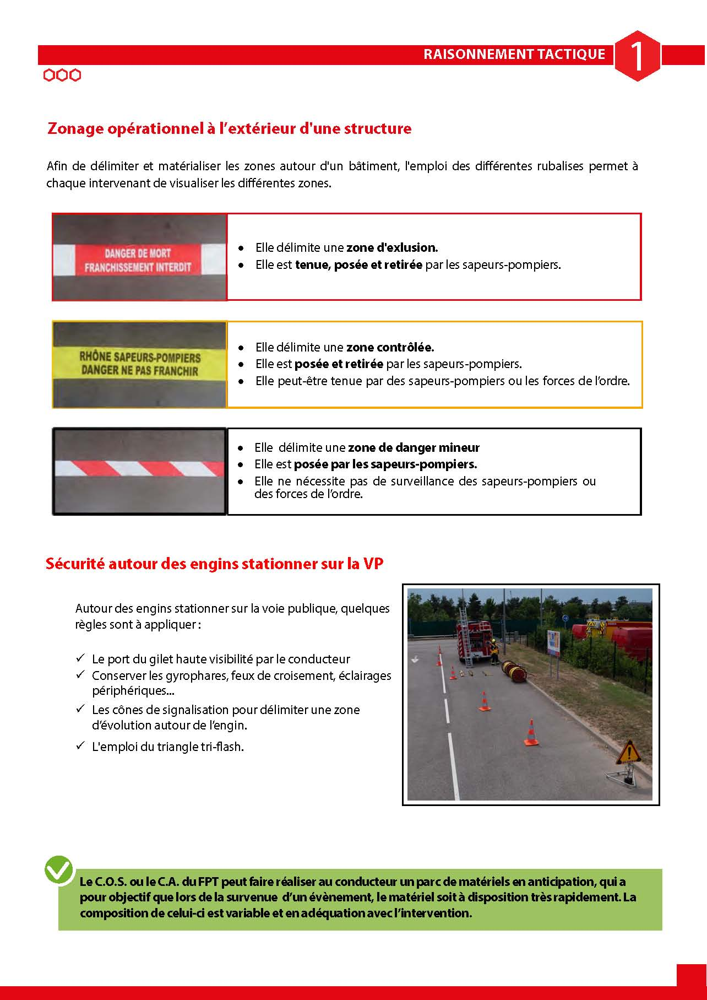 RAISONNEMENT TACTIQUE
1
Zonage opérationnel à l’extérieur d'une structure
Afin de délimiter et matérialiser les zones autour d'un bâtiment, l'emploi des différentes rubalises permet à
chaque intervenant de visualiser les différentes zones.
DANGER DE MORT
FRANCHISSEMENT INTERDIT
• Elle délimite une zone d'exlusion.
• Elle est tenue, posée et retirée par les sapeurs-pompiers.
RHÔNE SAPEURS-POMPIERS
DANGER NE PAS FRANCHIR
• Elle délimite une zone contrôlée.
• Elle est posée et retirée par les sapeurs-pompiers.
• Elle peut-être tenue par des sapeurs-pompiers ou les forces de l’ordre.
• Elle délimite une zone de danger mineur
• Elle est posée par les sapeurs-pompiers.
• Elle ne nécessite pas de surveillance des sapeurs-pompiers ou
des forces de l’ordre.
Sécurité autour des engins stationner sur la VP
Autour des engins stationner sur la voie publique, quelques
règles sont à appliquer :
✓ Le port du gilet haute visibilité par le conducteur
✓ Conserver les gyrophares, feux de croisement, éclairages
périphériques...
✓ Les cônes de signalisation pour délimiter une zone
d’évolution autour de l’engin.
✓ L'emploi du triangle tri-flash.
Le C.O.S. ou le C.A. du FPT peut faire réaliser au conducteur un parc de matériels en anticipation, qui a
pour objectif que lors de la survenue d’un évènement, le matériel soit à disposition très rapidement. La
composition de celui-ci est variable et en adéquation avec l’intervention.